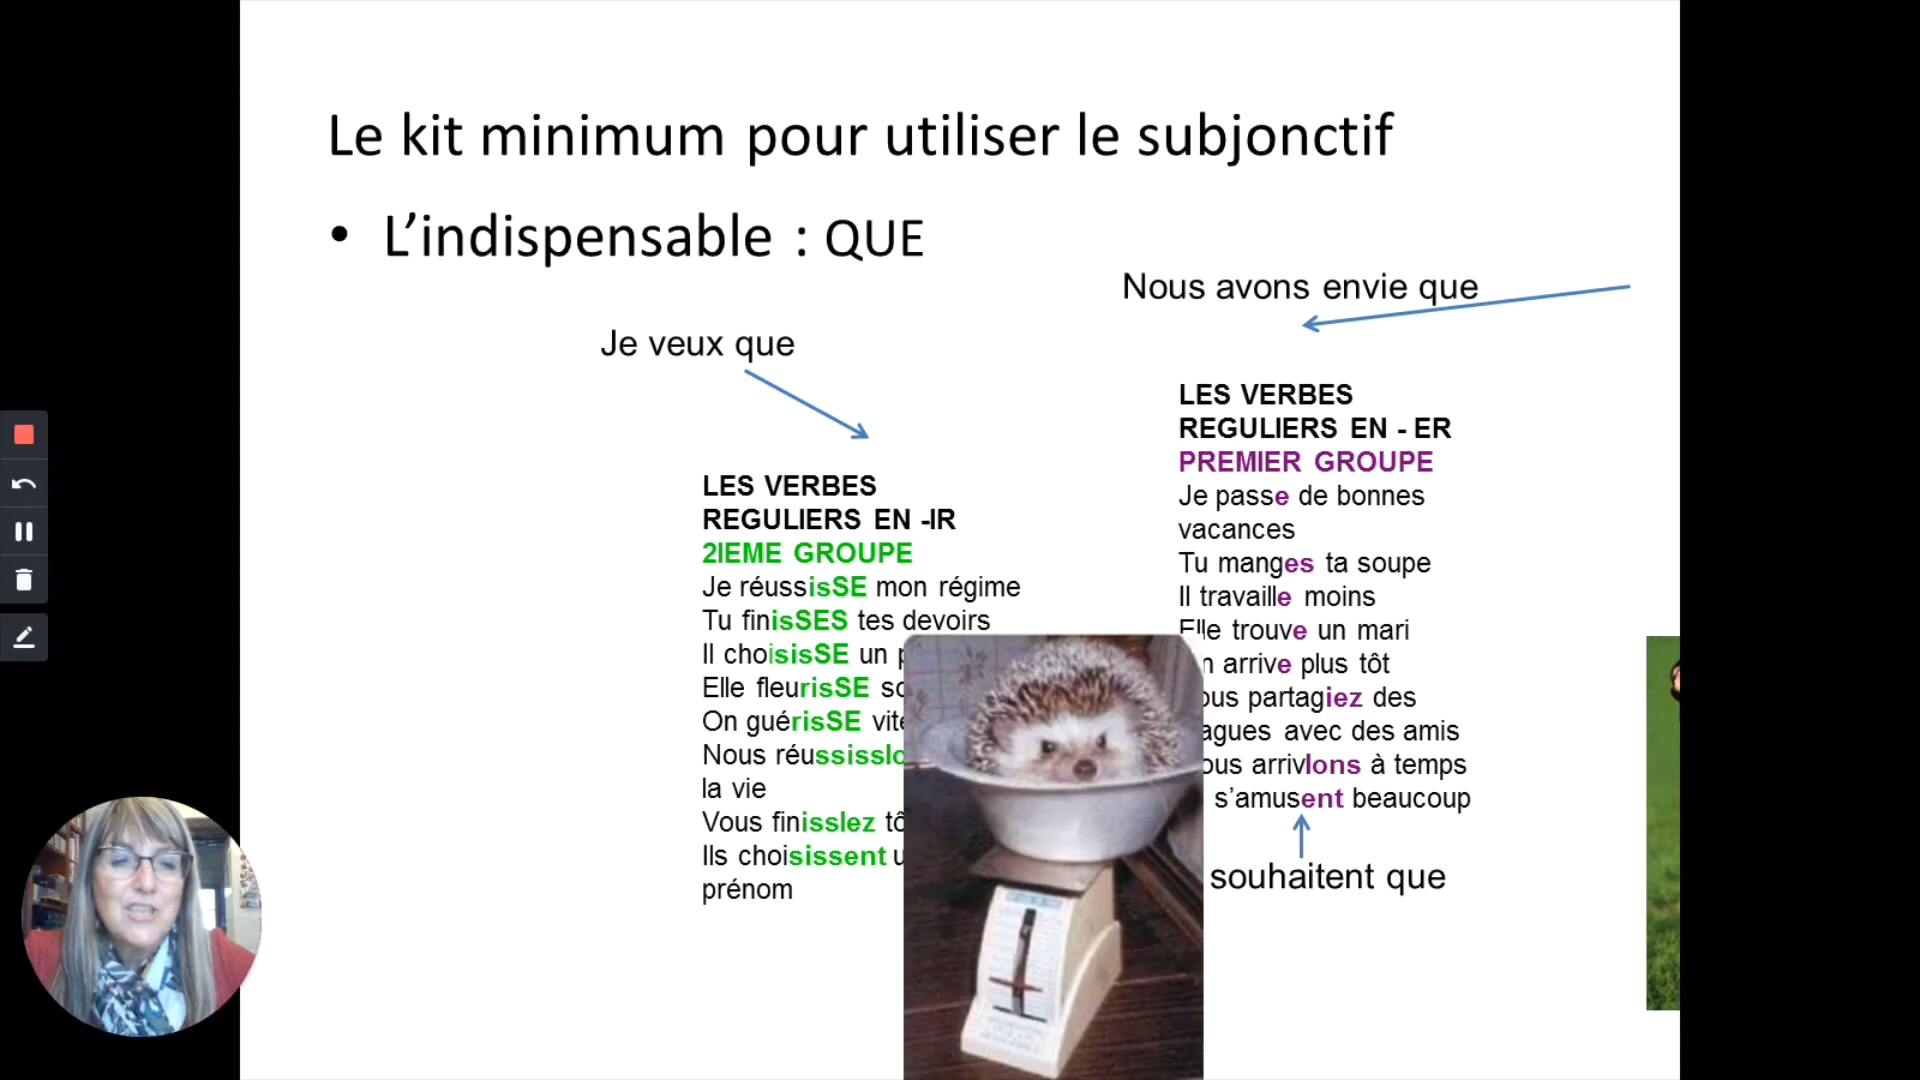 Le kit minimum pour utiliser le subjonctif
• L’indispensable : QUE
Je veux que
LES VERBES
REGULIERS EN -IR
2IEME GROUPE
Je réussisSE mon régime
Tu finisSES tes devoirs
Il choisisSE un
Elle fleurisSE
On guérisSE
Nous
la vie
Vous finissIez
Ils choisissent
prénom
Nous avons envie que
LES VERBES
REGULIERS EN - ER
PREMIER GROUPE
Je passe de bonnes
vacances
Tu manges ta soupe
Il travaille moins
Elle trouve un mari
arrive plus tôt
partagiez des
avec des amis
arrivIons à temps
s’amusent beaucoup
souhaitent que